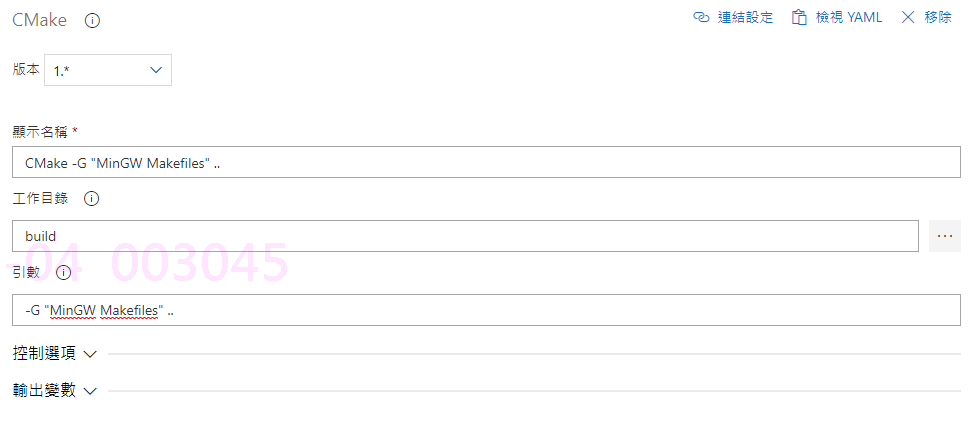 CMake
連結設定 檢視 YAML 移除
版本 1.*
顯示名稱 *
CMake -G "MinGW Makefiles" ..
工作目錄
build
...
-04 003045
引數
-G "MinGW Makefiles" ..
控制選項
輸出變數